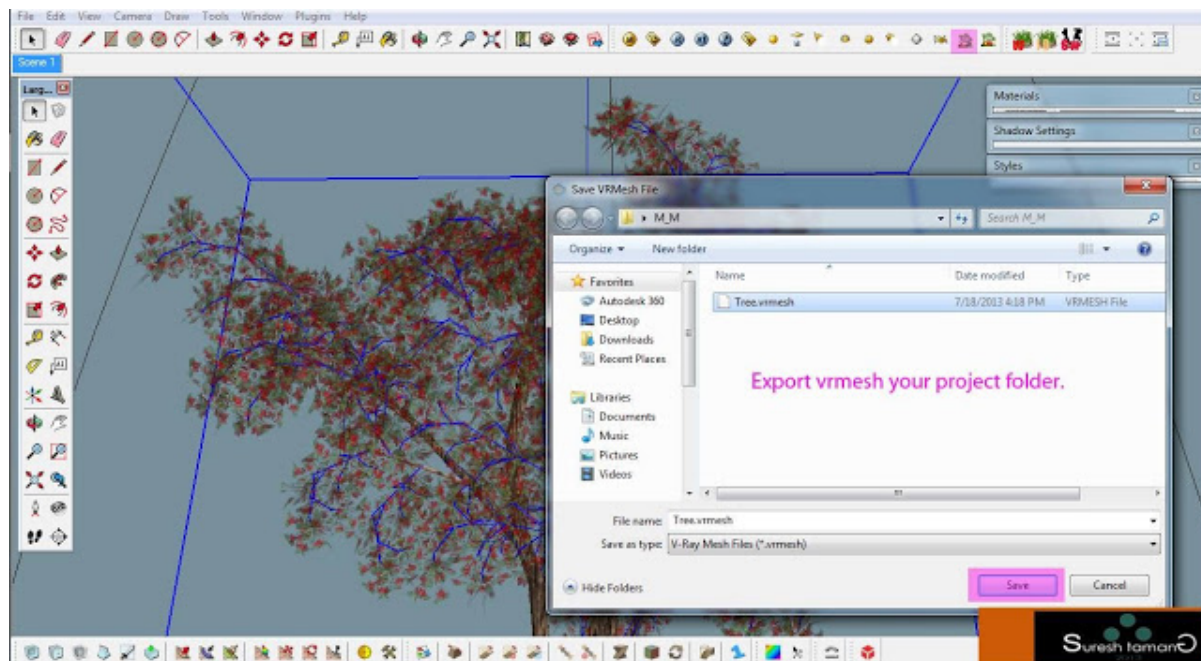 File Edit View Camera Draw Tools Window Plugins Help
Scene 1
Larg...
Materials
Shadow Settings
Styles
Save VRMesh File
M_M
Search M_M
Organize New folder
Favorites
Autodesk 360
Desktop
Downloads
Recent Places
Libraries
Documents
Music
Pictures
Videos
Name Date modified Type
Tree.vrmesh 7/18/2013 4:18 PM VRMESH File
Export vrmesh your project folder.
File name: Tree.vrmesh
Save as type: V-Ray Mesh Files (*.vrmesh)
Hide Folders
Save Cancel
Suresh tamanG